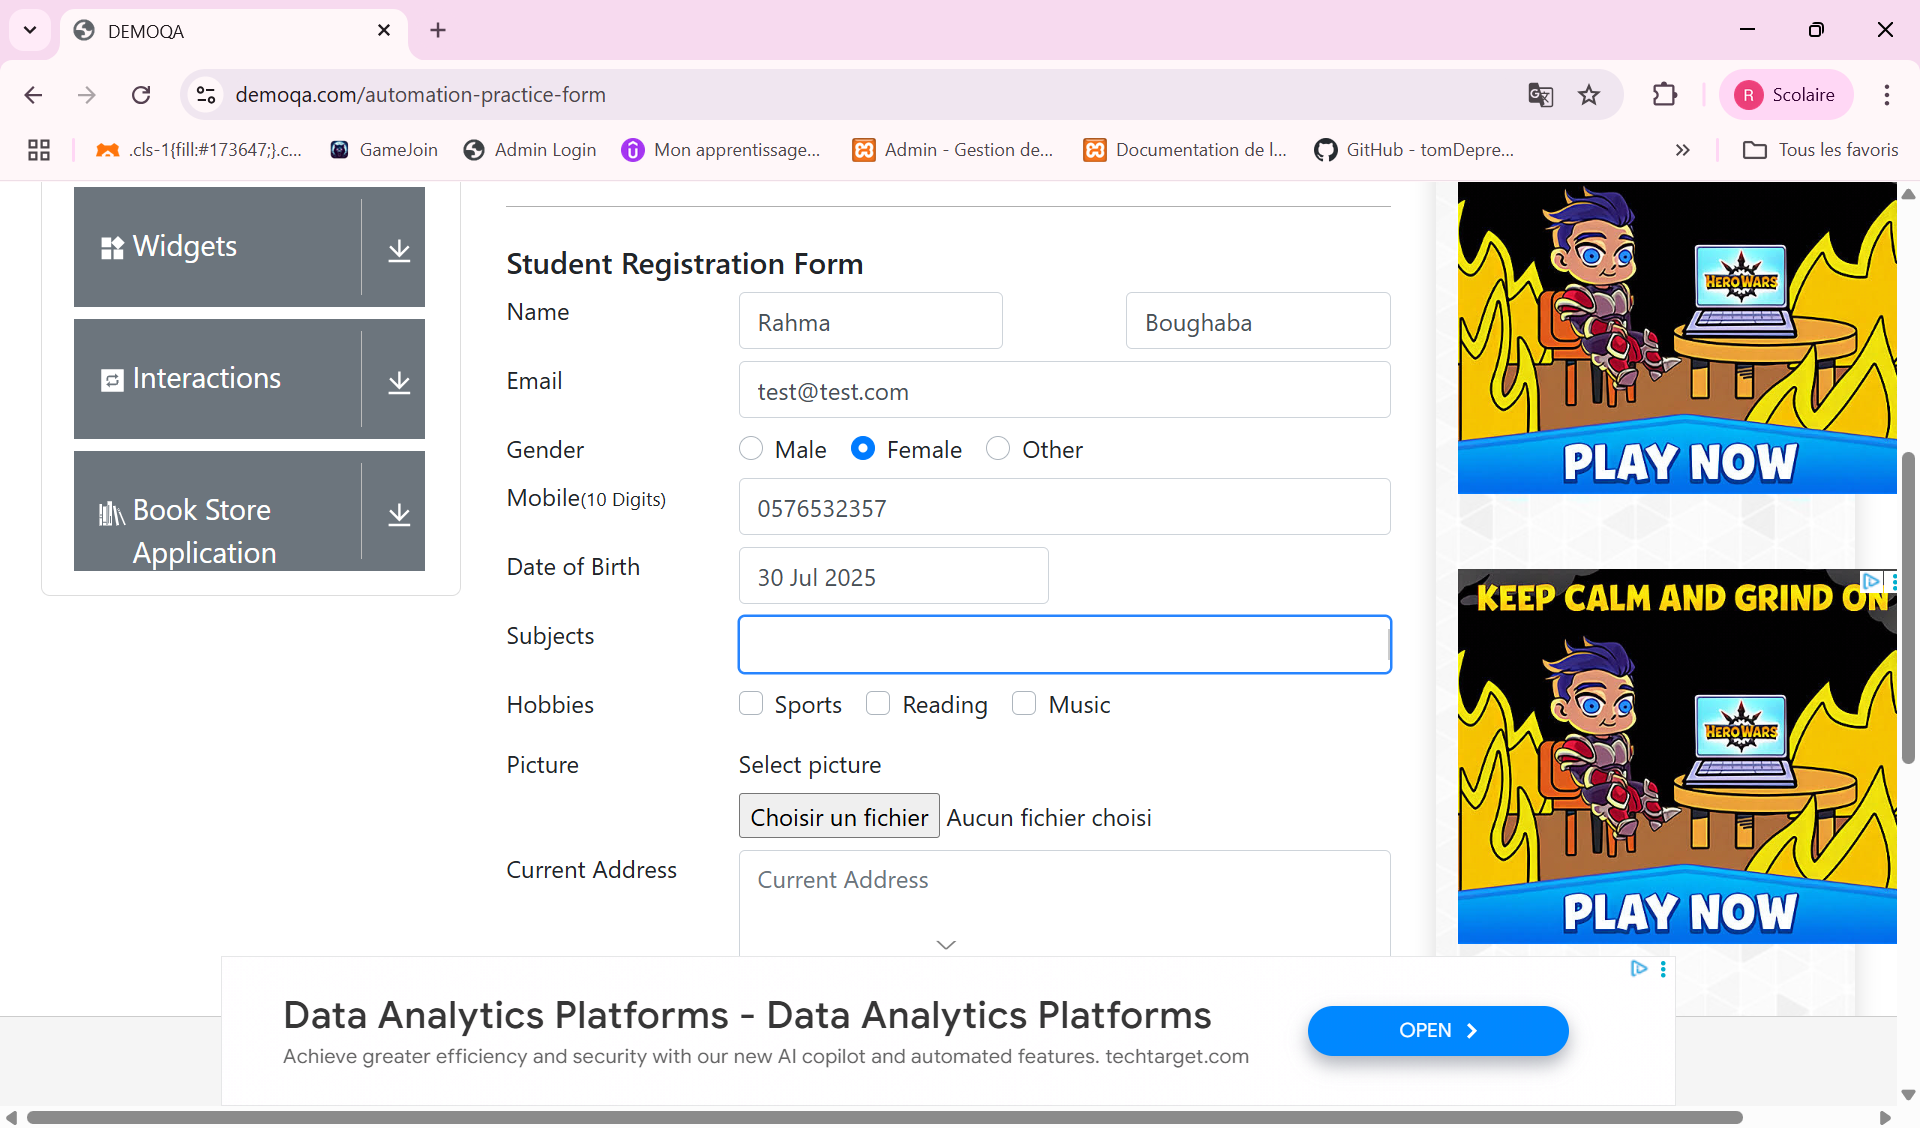 DEMOQA
demoqa.com/automation-practice-form
R Scolaire
.cls-1{fill:#173647;}.c...
GameJoin
Admin Login
Mon apprentissage...
Admin - Gestion de...
Documentation de l...
GitHub - tomDepre...
Tous les favoris
Widgets
Interactions
Book Store
Application
Student Registration Form
Name
Rahma
Boughaba
Email
test@test.com
Gender
Male
Female
Other
Mobile(10 Digits)
0576532357
Date of Birth
30 Jul 2025
Subjects
Hobbies
Sports
Reading
Music
Picture
Select picture
Choisir un fichier
Aucun fichier choisi
Current Address
Current Address
HERO WARS
PLAY NOW
KEEP CALM AND GRIND ON
HERO WARS
PLAY NOW
Data Analytics Platforms - Data Analytics Platforms
Achieve greater efficiency and security with our new AI copilot and automated features. techtarget.com
OPEN